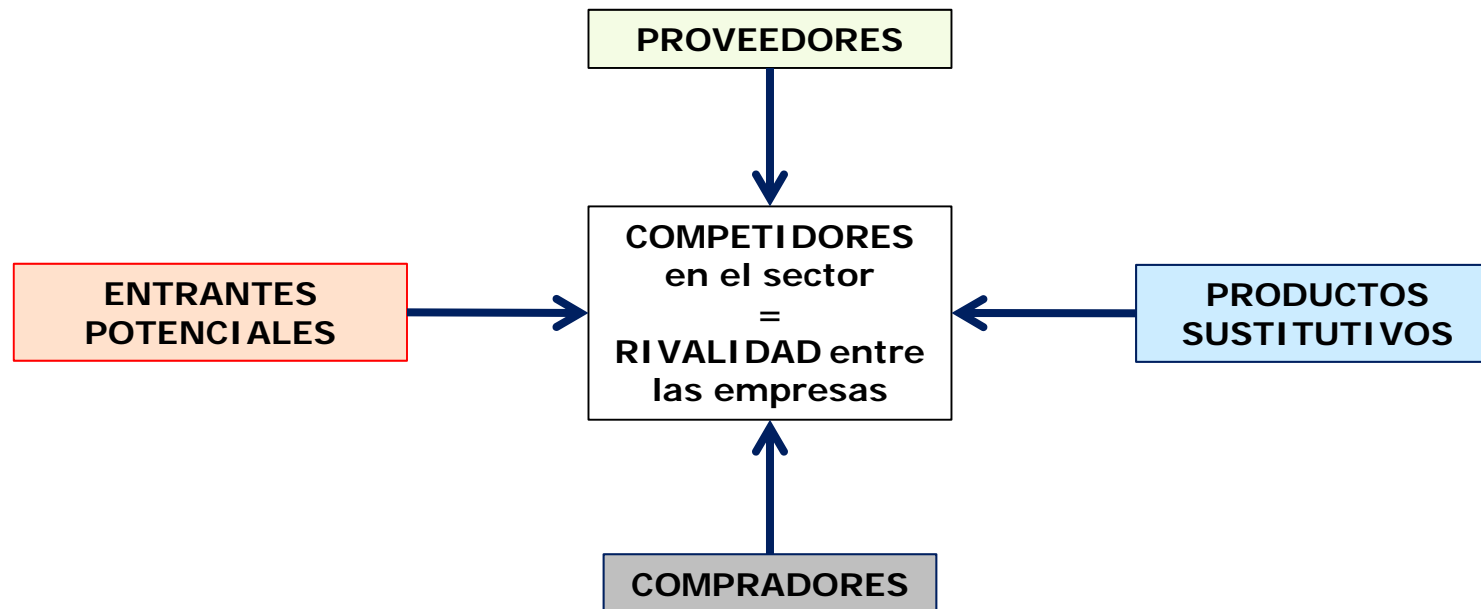 PROVEEDORES
COMPETIDORES
en el sector
=
RIVALIDAD entre
las empresas
ENTRANTES
POTENCIALES
PRODUCTOS
SUSTITUTIVOS
COMPRADORES